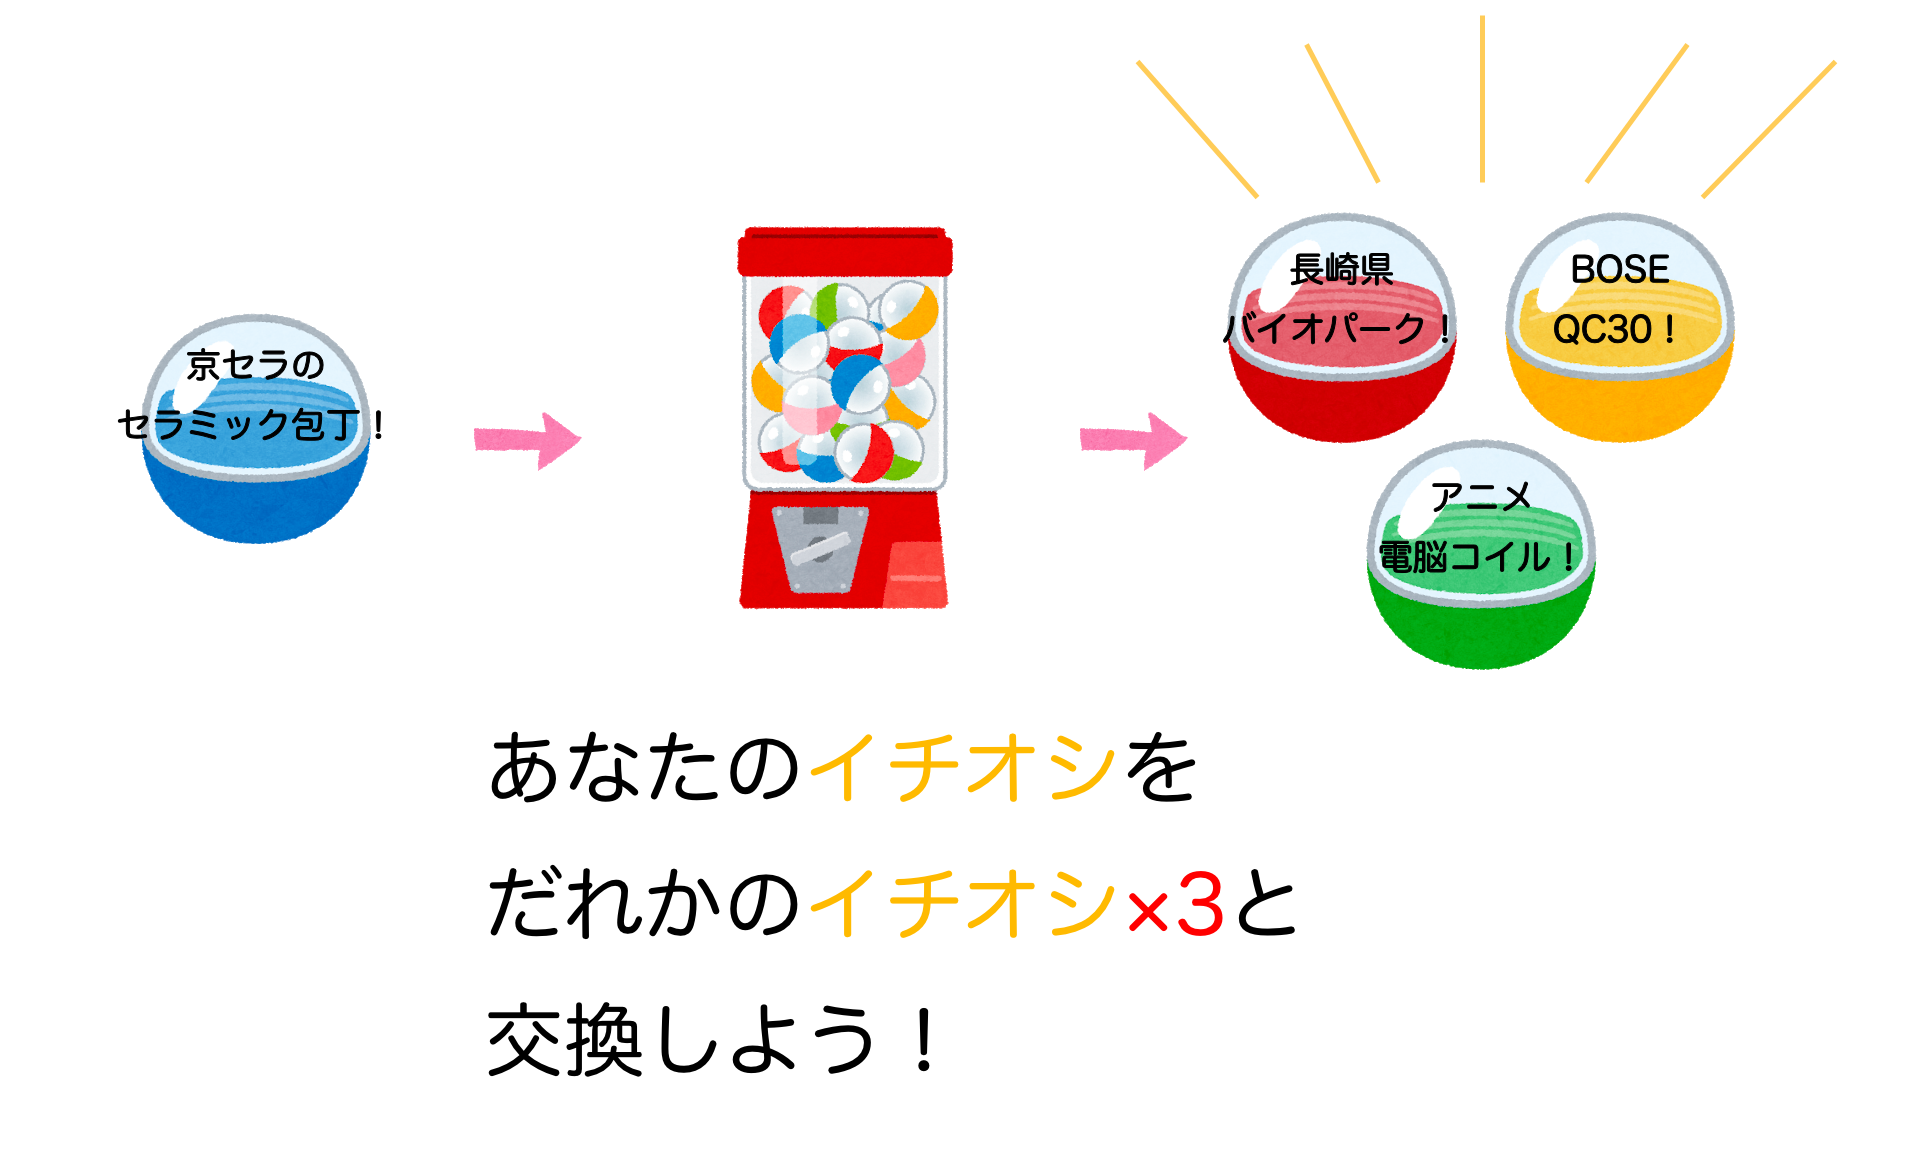 京セラの
セラミック包丁！
長崎県
バイオパーク！
BOSE
QC30！
アニメ
電脳コイル！
あなたのイチオシを
だれかのイチオシ×3と
交換しよう！